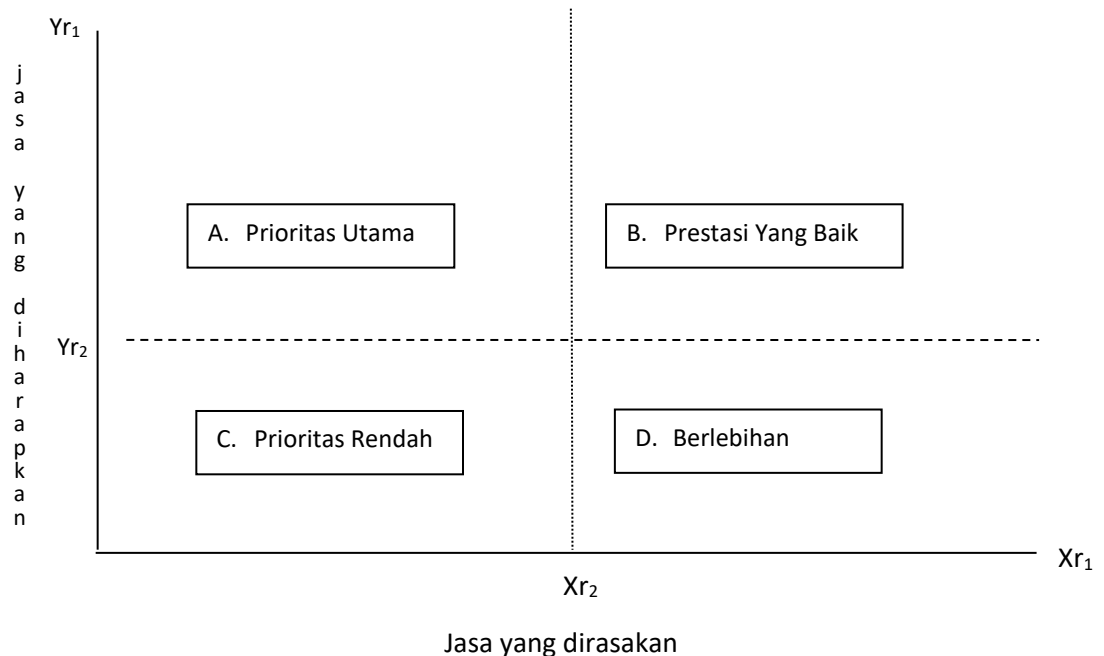 Yr₁
jasa yang diharapkan
A. Prioritas Utama
B. Prestasi Yang Baik
Yr₂
C. Prioritas Rendah
D. Berlebihan
Xr₁
Xr₂
Jasa yang dirasakan